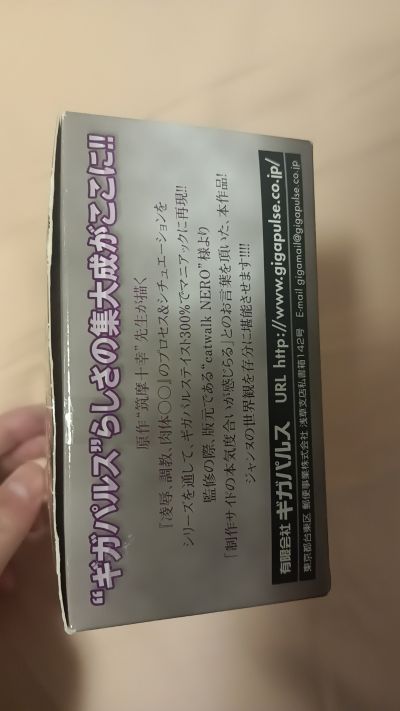 “ギガパルズ”らしさの集大成がここに!!
原作“筑摩十幸”先生が描く
『凌辱、調教、肉体〇〇』のプロセス&シチュエーションを
シリーズを通して、ギガパルステイスト300%でマニアックに再現!!
監修の際、版元である“catwalk NERO”様より
「制作サイドの本気度合いが感じらる」とのお言葉を頂いた、本作品!
ジャンヌの世界観を存分に堪能させます!!!!
有限会社 ギガパルス URL http://www.gigapulse.co.jp/
東京都台東区 郵便事業株式会社 浅草支店私書箱142号 E-mail gigamail@gigapulse.co.jp